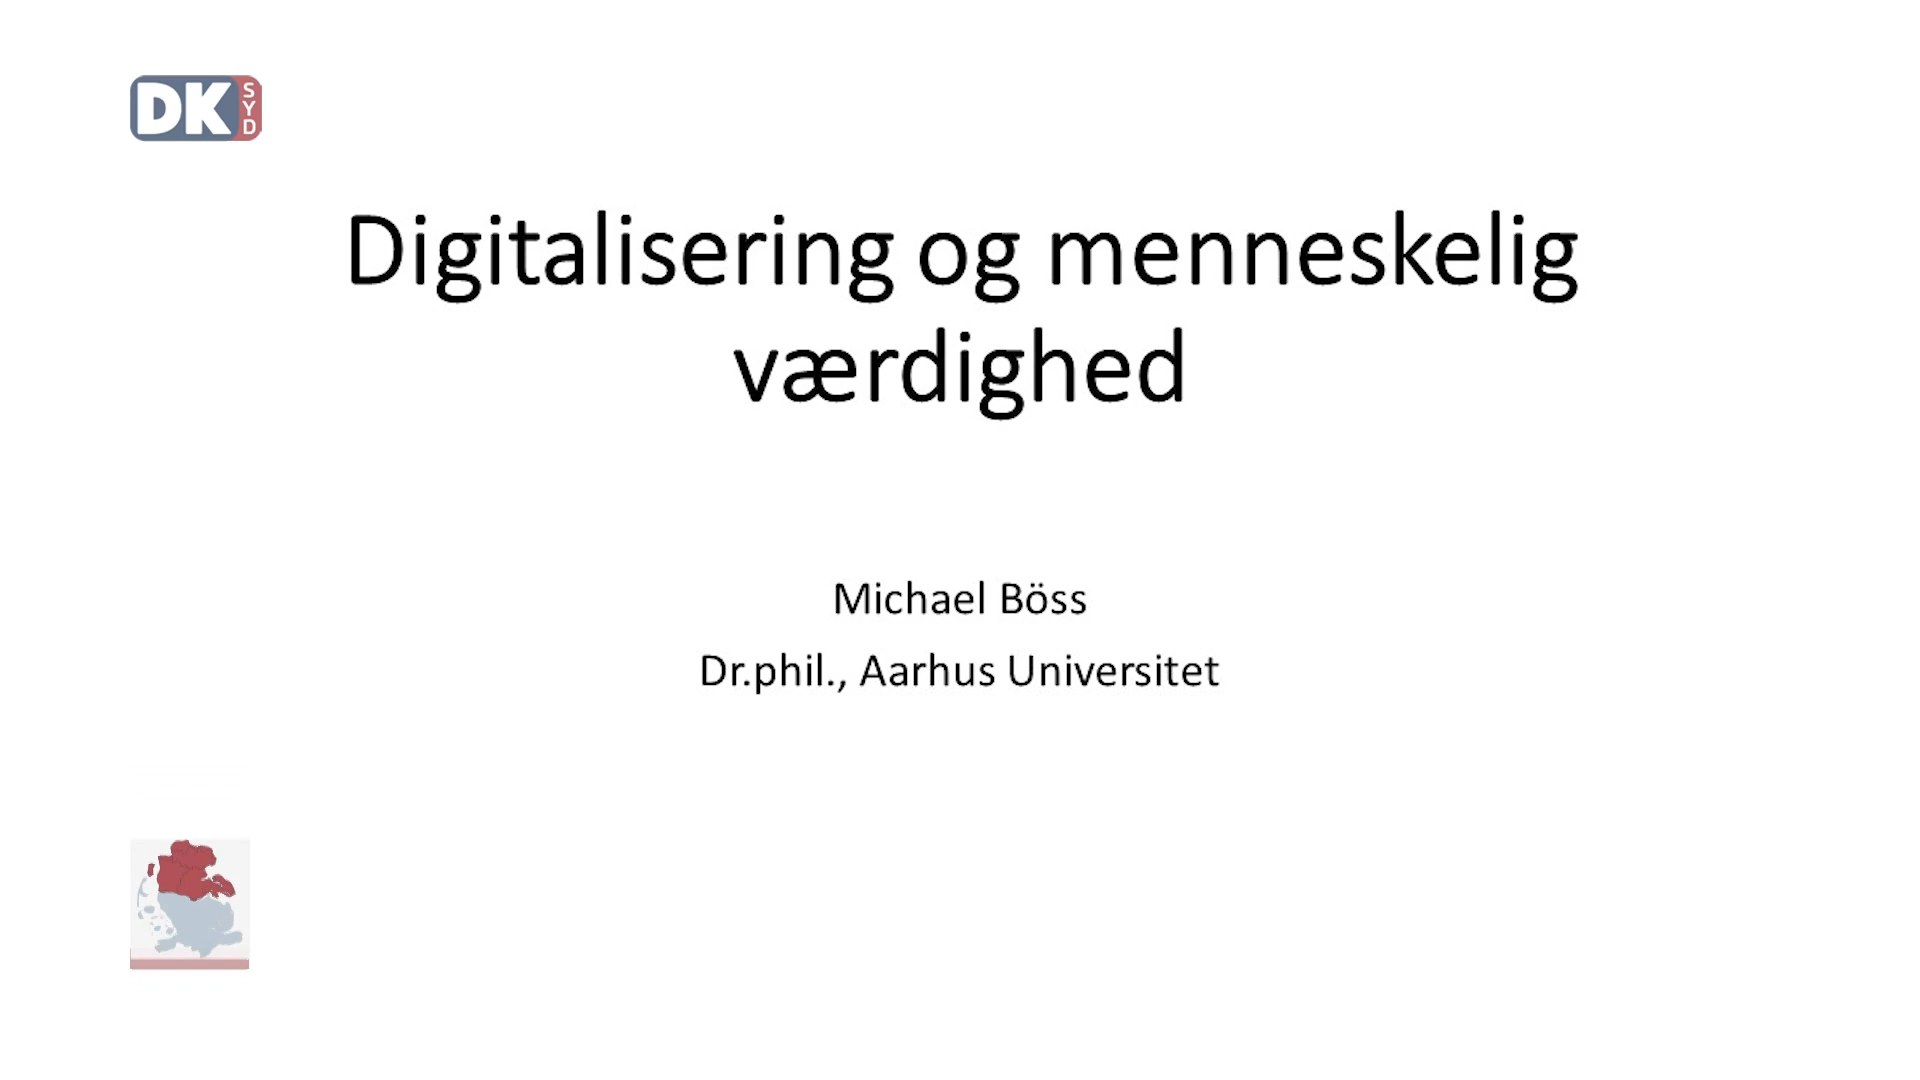 DK
SYD
Digitalisering og menneskelig
værdighed
Michael Böss
Dr.phil., Aarhus Universitet